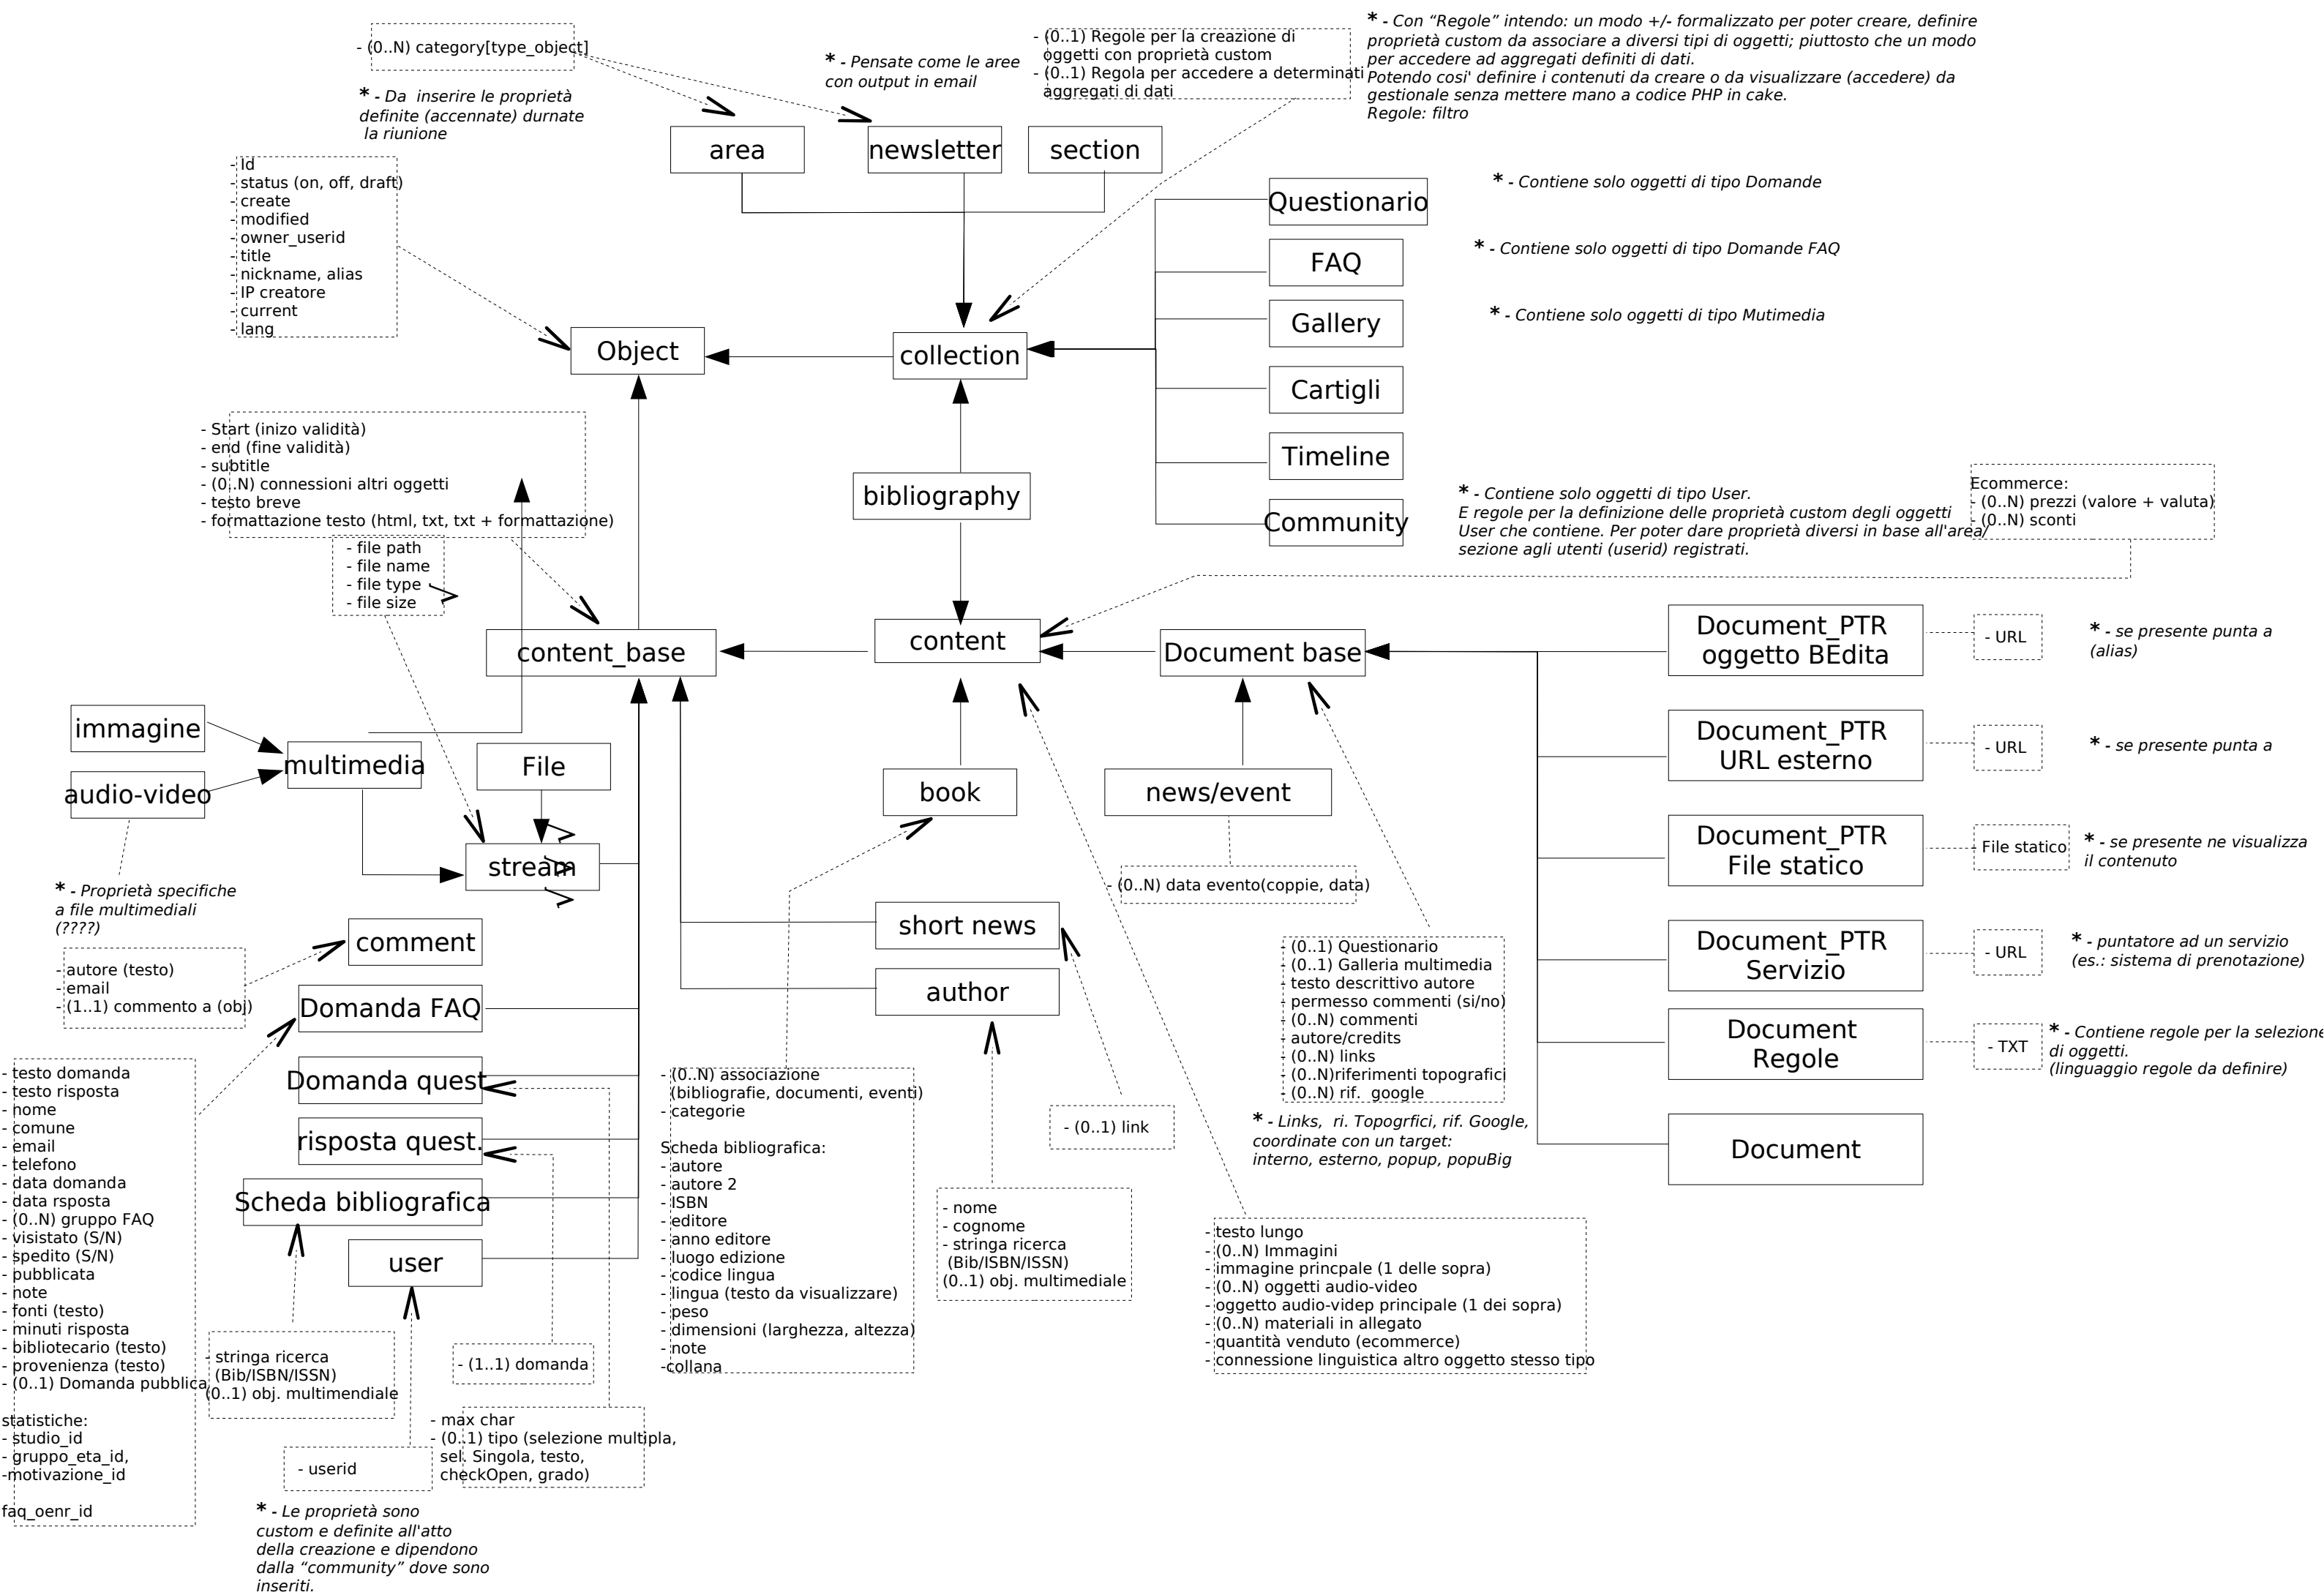 - (0..N) category[type_object]
* - Da  inserire le proprietà
definite (accennate) durnate
la riunione
* - Pensate come le aree
con output in email
- (0..1) Regole per la creazione di
oggetti con proprietà custom
- (0..1) Regola per accedere a determinati
aggregati di dati
* - Con “Regole” intendo: un modo +/- formalizzato per poter creare, definire
proprietà custom da associare a diversi tipi di oggetti; piuttosto che un modo
per accedere ad aggregati definiti di dati.
Potendo cosi' definire i contenuti da creare o da visualizzare (accedere) da
gestionale senza mettere mano a codice PHP in cake.
Regole: filtro
area
newsletter
section
- Id
- status (on, off, draft)
- create
- modified
- owner_userid
- title
- nickname, alias
- IP creatore
- current
- lang
Questionario
* - Contiene solo oggetti di tipo Domande
FAQ
* - Contiene solo oggetti di tipo Domande FAQ
Gallery
* - Contiene solo oggetti di tipo Mutimedia
Object
collection
Cartigli
Timeline
Community
* - Contiene solo oggetti di tipo User.
E regole per la definizione delle proprietà custom degli oggetti
User che contiene. Per poter dare proprietà diversi in base all'area/
sezione agli utenti (userid) registrati.
Ecommerce:
- (0..N) prezzi (valore + valuta)
- (0..N) sconti
- Start (inizo validità)
- end (fine validità)
- subtitle
- (0..N) connessioni altri oggetti
- testo breve
- formattazione testo (html, txt, txt + formattazione)
- file path
- file name
- file type
- file size
bibliography
content_base
content
Document base
Document_PTR
oggetto BEdita
- URL
* - se presente punta a
(alias)
Document_PTR
URL esterno
- URL
* - se presente punta a
Document_PTR
File statico
- File statico
* - se presente ne visualizza
il contenuto
Document_PTR
Servizio
- URL
* - puntatore ad un servizio
(es.: sistema di prenotazione)
Document
Regole
- TXT
* - Contiene regole per la selezione
di oggetti.
(linguaggio regole da definire)
Document
immagine
audio-video
multimedia
File
stream
* - Proprietà specifiche
a file multimediali
(????)
book
news/event
- (0..N) data evento(coppie, data)
short news
author
comment
- autore (testo)
- email
- (1..1) commento a (obj)
Domanda FAQ
Domanda quest
risposta quest.
Scheda bibliografica
user
- (0..1) Questionario
- (0..1) Galleria multimedia
- testo descrittivo autore
- permesso commenti (si/no)
- (0..N) commenti
- autore/credits
- (0..N) links
- (0..N)riferimenti topografici
- (0..N) rif.  google
* - Links,  ri. Topogrfici, rif. Google,
coordinate con un target:
interno, esterno, popup, popuBig
- testo domanda
- testo risposta
- nome
- comune
- email
- telefono
- data domanda
- data rsposta
- (0..N) gruppo FAQ
- visistato (S/N)
- spedito (S/N)
- pubblicata
- note
- fonti (testo)
- minuti risposta
- bibliotecario (testo)
- provenienza (testo)
- (0..1) Domanda pubblica
statistiche:
- studio_id
- gruppo_eta_id,
-motivazione_id
faq_oenr_id
- stringa ricerca
(Bib/ISBN/ISSN)
(0..1) obj. multimendiale
- userid
* - Le proprietà sono
custom e definite all'atto
della creazione e dipendono
dalla “community” dove sono
inseriti.
- (1..1) domanda
- max char
- (0..1) tipo (selezione multipla,
sel. Singola, testo,
checkOpen, grado)
- (0..N) associazione
(bibliografie, documenti, eventi)
- categorie
Scheda bibliografica:
- autore
- autore 2
- ISBN
- editore
- anno editore
- luogo edizione
- codice lingua
- lingua (testo da visualizzare)
- peso
- dimensioni (larghezza, altezza)
- note
-collana
- (0..1) link
- nome
- cognome
- stringa ricerca
(Bib/ISBN/ISSN)
(0..1) obj. multimediale
- testo lungo
- (0..N) Immagini
- immagine princpale (1 delle sopra)
- (0..N) oggetti audio-video
- oggetto audio-videp principale (1 dei sopra)
- (0..N) materiali in allegato
- quantità venduto (ecommerce)
- connessione linguistica altro oggetto stesso tipo